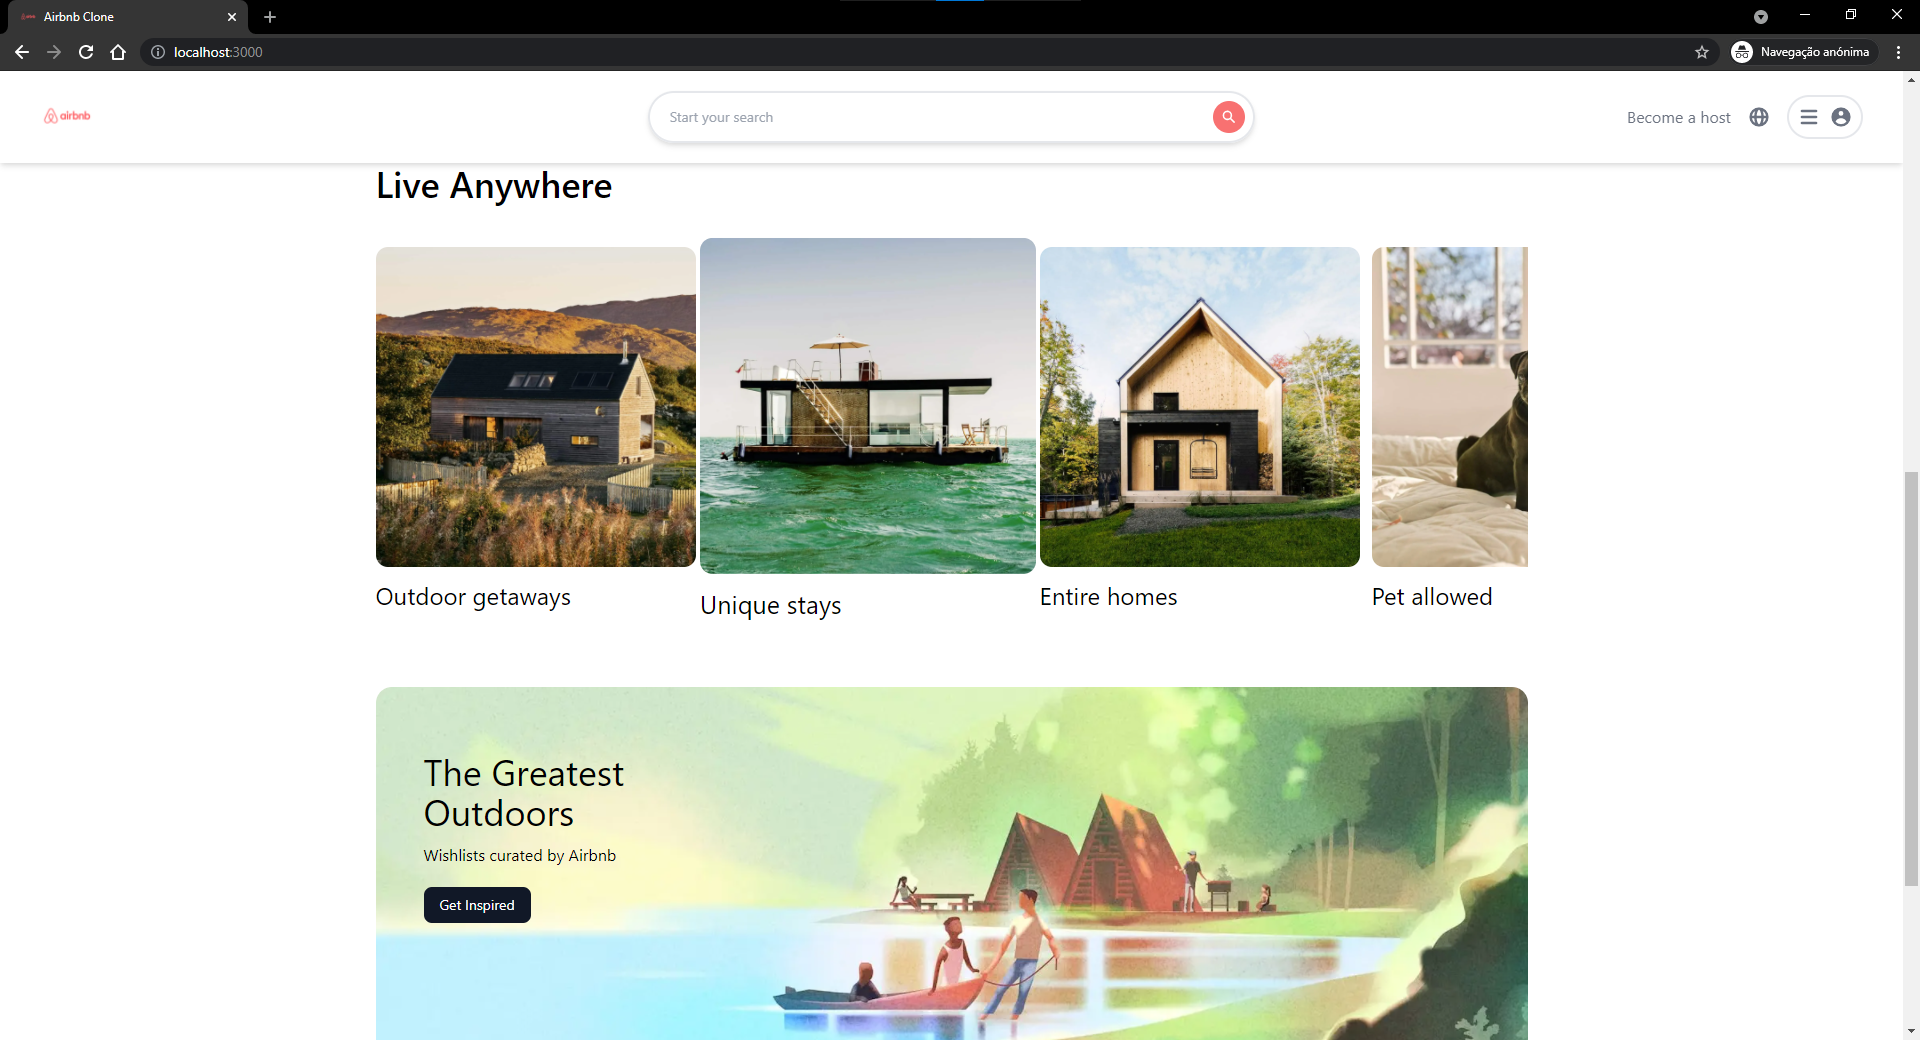 Airbnb Clone
localhost:3000
Navegação anónima
airbnb
Start your search
Become a host
Live Anywhere
Outdoor getaways
Unique stays
Entire homes
Pet allowed
The Greatest
Outdoors
Wishlists curated by Airbnb
Get Inspired